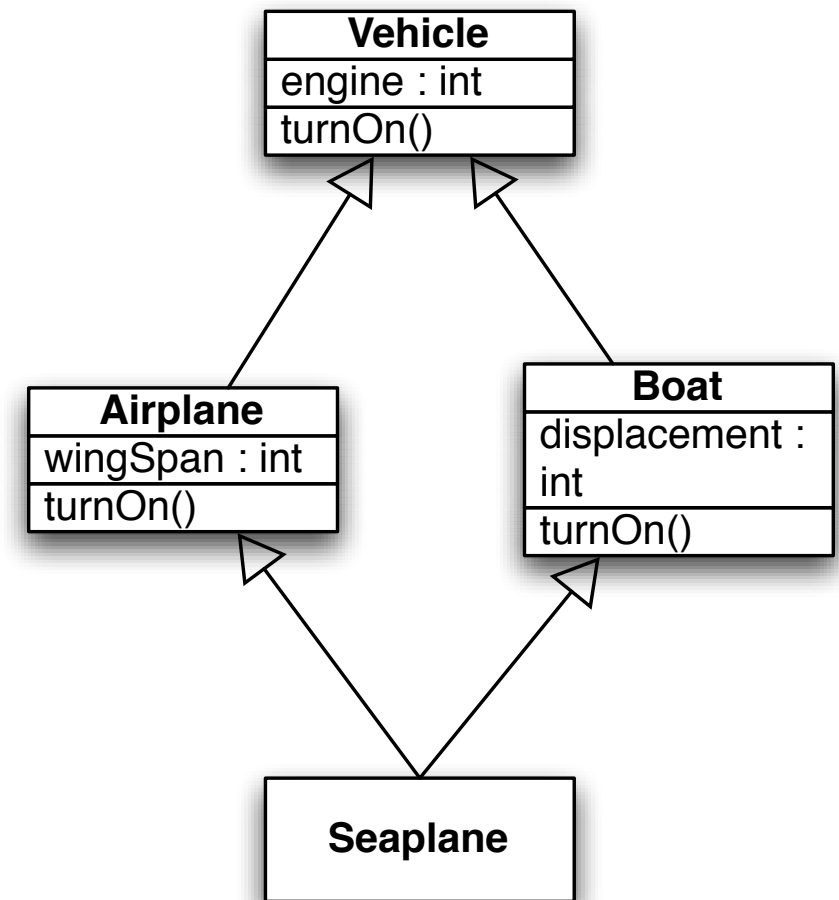 Vehicle
engine : int
turnOn()
Airplane
wingSpan : int
turnOn()
Boat
displacement :
int
turnOn()
Seaplane